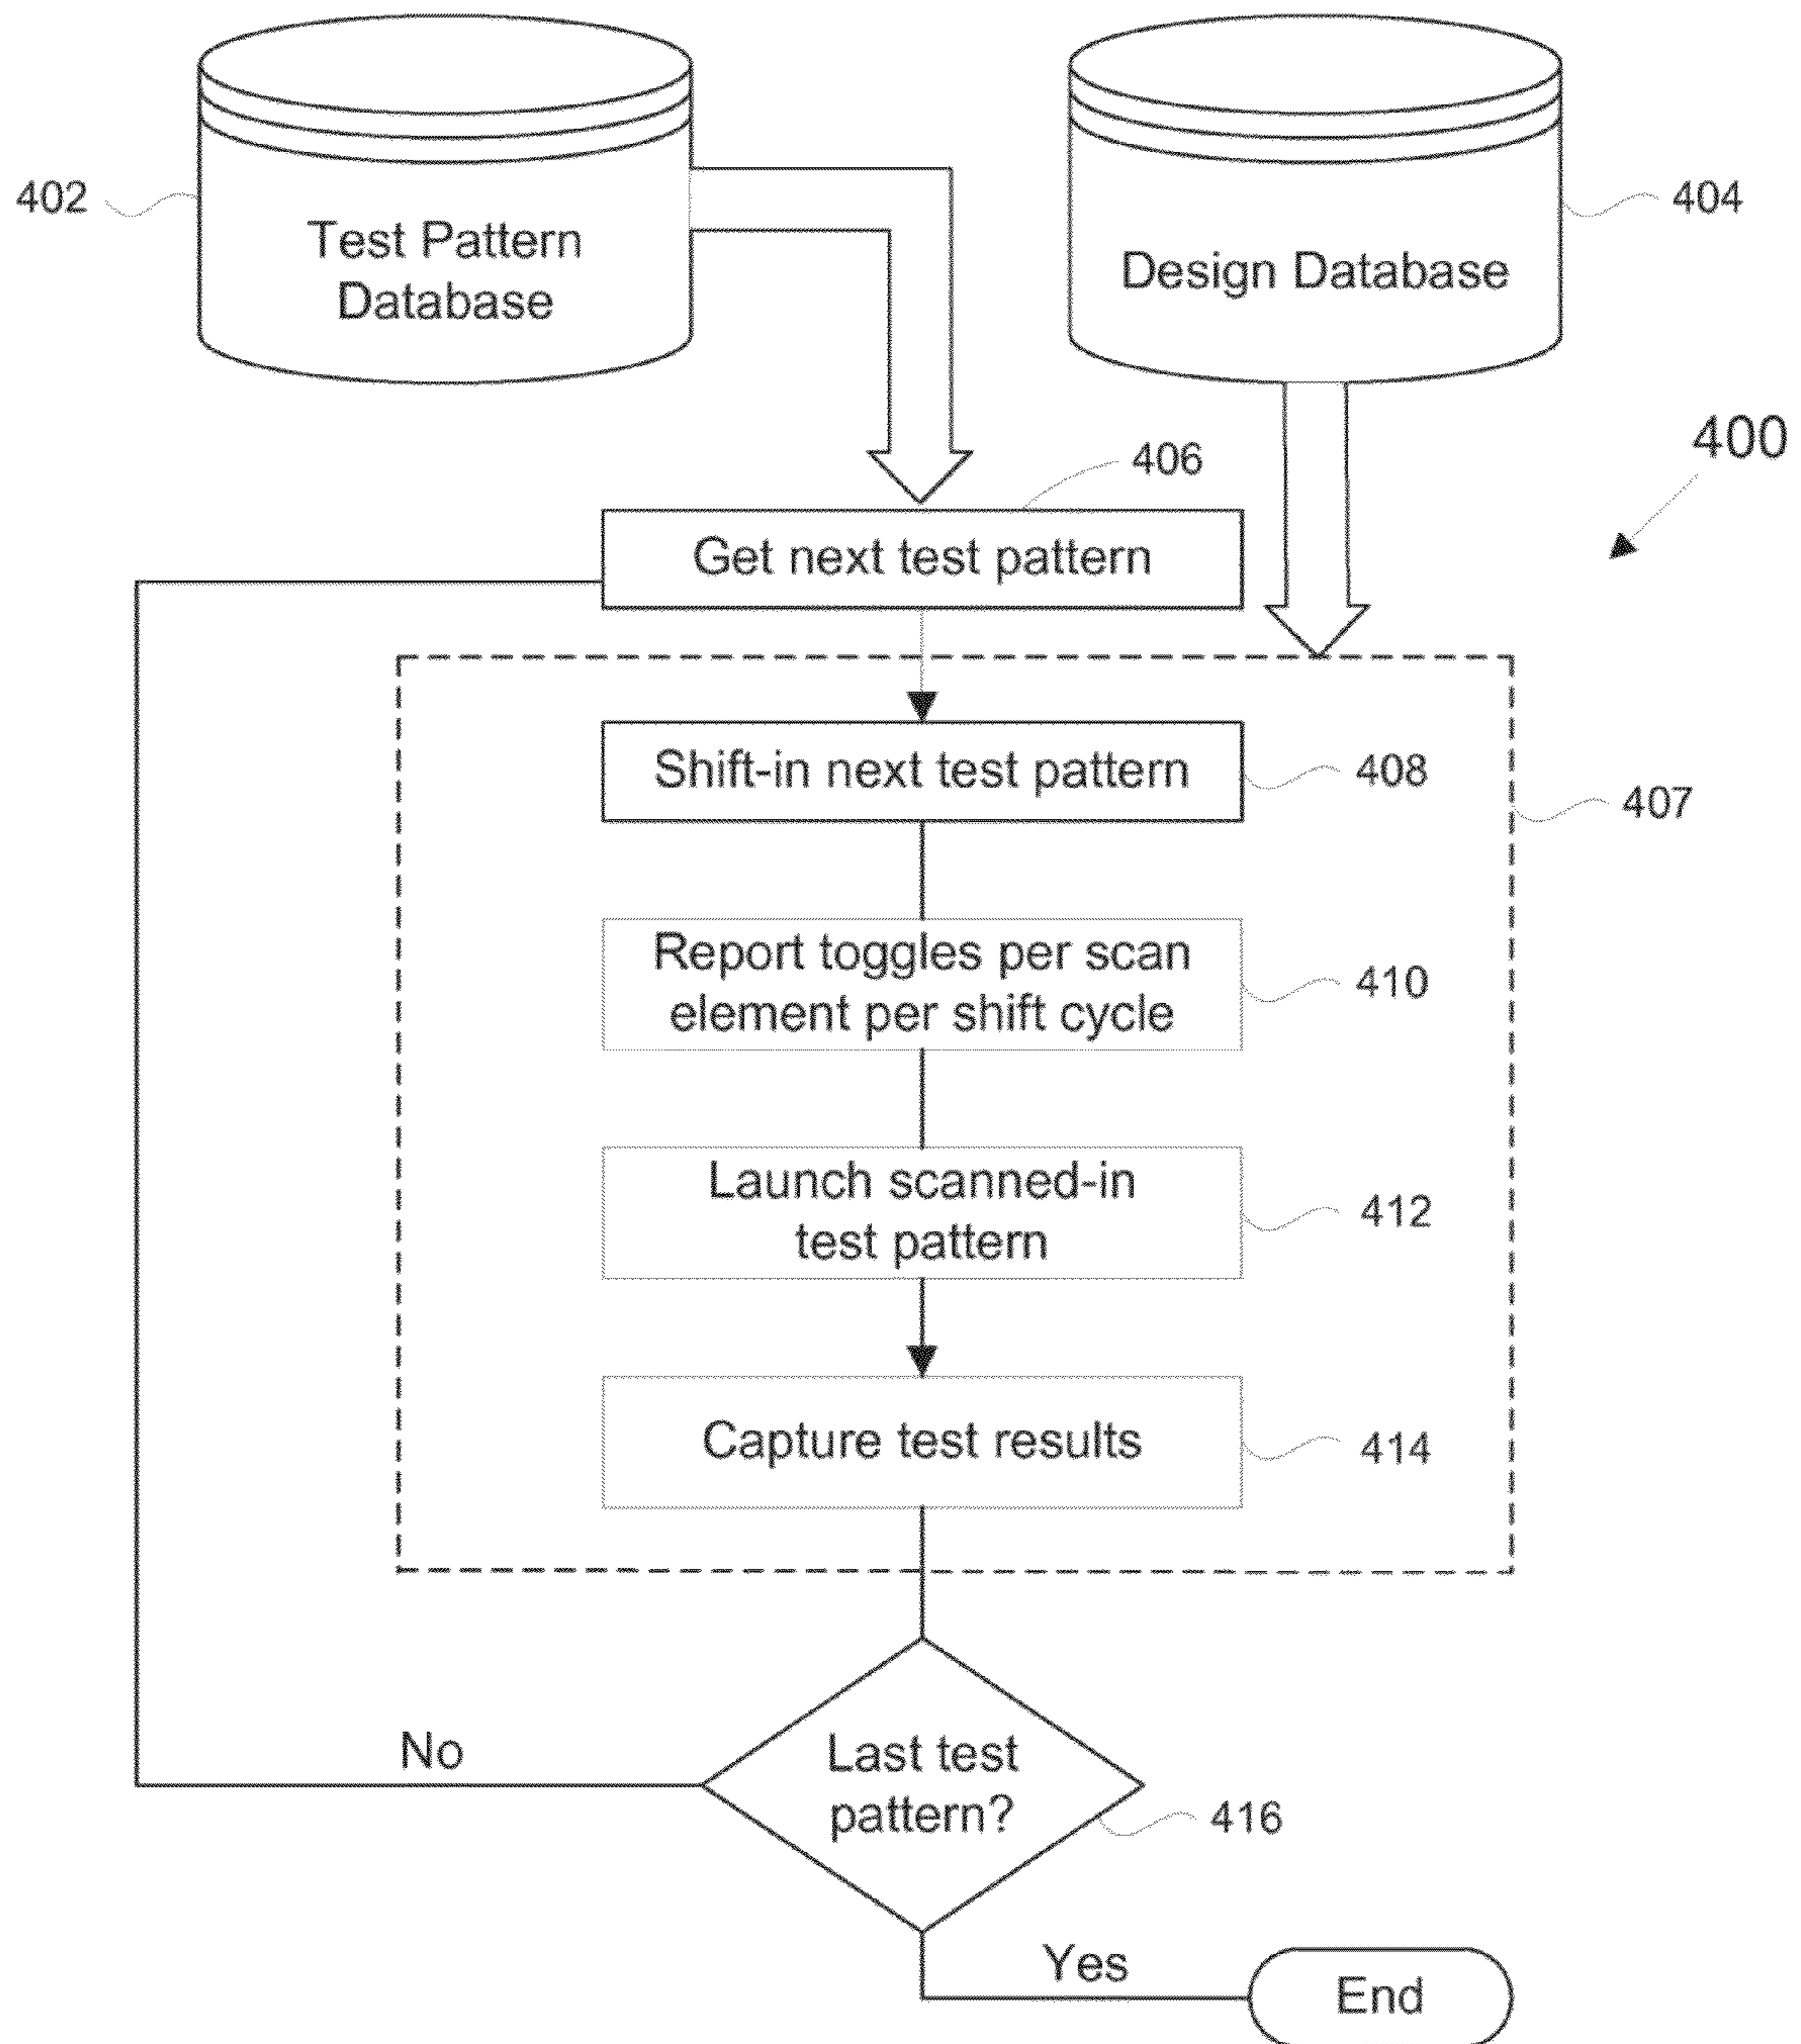 402
Test Pattern
Database
404
Design Database
400
406
Get next test pattern
Shift-in next test pattern
408
407
Report toggles per scan
element per shift cycle
410
Launch scanned-in
test pattern
412
Capture test results
414
No
Last test
pattern?
416
Yes
End